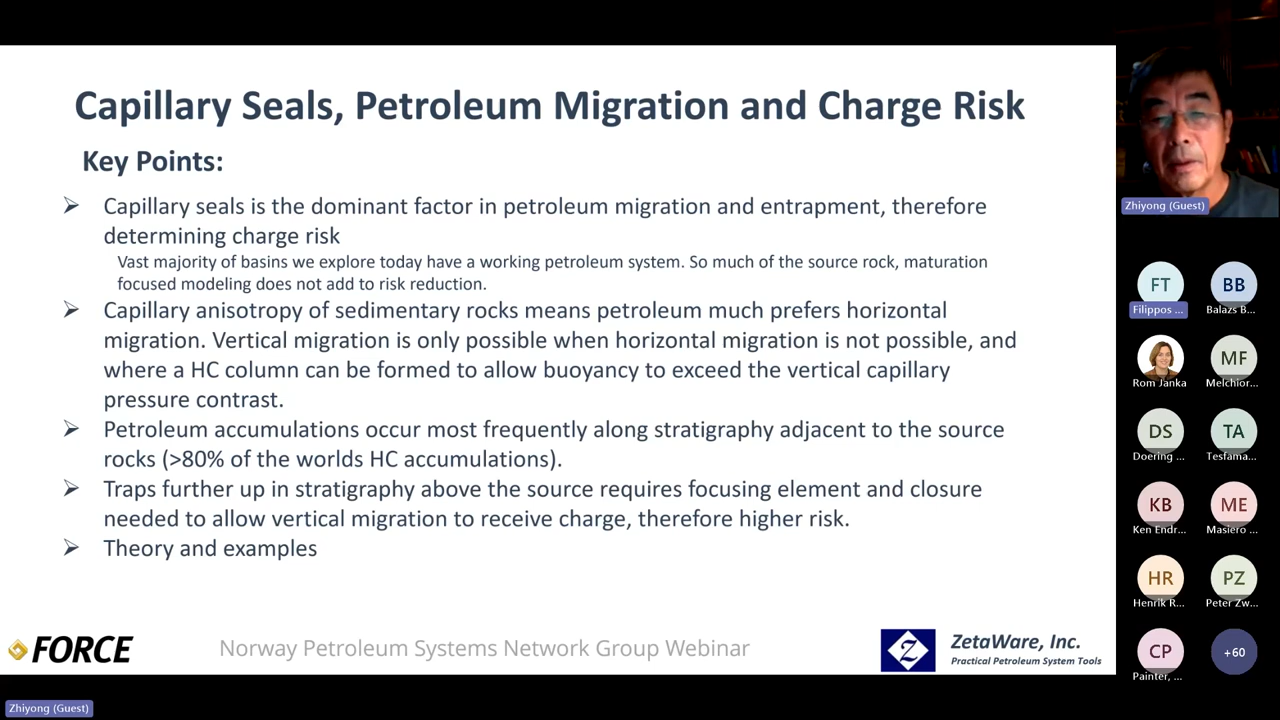 Capillary Seals, Petroleum Migration and Charge Risk
Key Points:
➢ Capillary seals is the dominant factor in petroleum migration and entrapment, therefore
determining charge risk
Vast majority of basins we explore today have a working petroleum system. So much of the source rock, maturation
focused modeling does not add to risk reduction.
➢ Capillary anisotropy of sedimentary rocks means petroleum much prefers horizontal
migration. Vertical migration is only possible when horizontal migration is not possible, and
where a HC column can be formed to allow buoyancy to exceed the vertical capillary
pressure contrast.
➢ Petroleum accumulations occur most frequently along stratigraphy adjacent to the source
rocks (>80% of the worlds HC accumulations).
➢ Traps further up in stratigraphy above the source requires focusing element and closure
needed to allow vertical migration to receive charge, therefore higher risk.
➢ Theory and examples
FORCE
Norway Petroleum Systems Network Group Webinar
Z
ZetaWare, Inc.
Practical Petroleum System Tools
Zhiyong (Guest)
Zhiyong (Guest)
FT
Filippos ...
BB
Balazs B...
Rom Janka
MF
Melchior...
DS
Doering ...
TA
Tesfama...
KB
Ken Endr...
ME
Masiero ...
HR
Henrik R...
PZ
Peter Zw...
CP
Painter, ...
+60